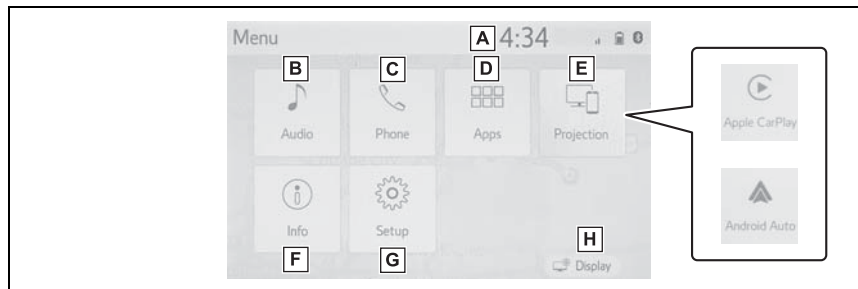 Menu
A
4:34
B
C
D
E
Audio
Phone
Apps
Projection
Apple CarPlay
Android Auto
Info
Setup
F
G
H
Display